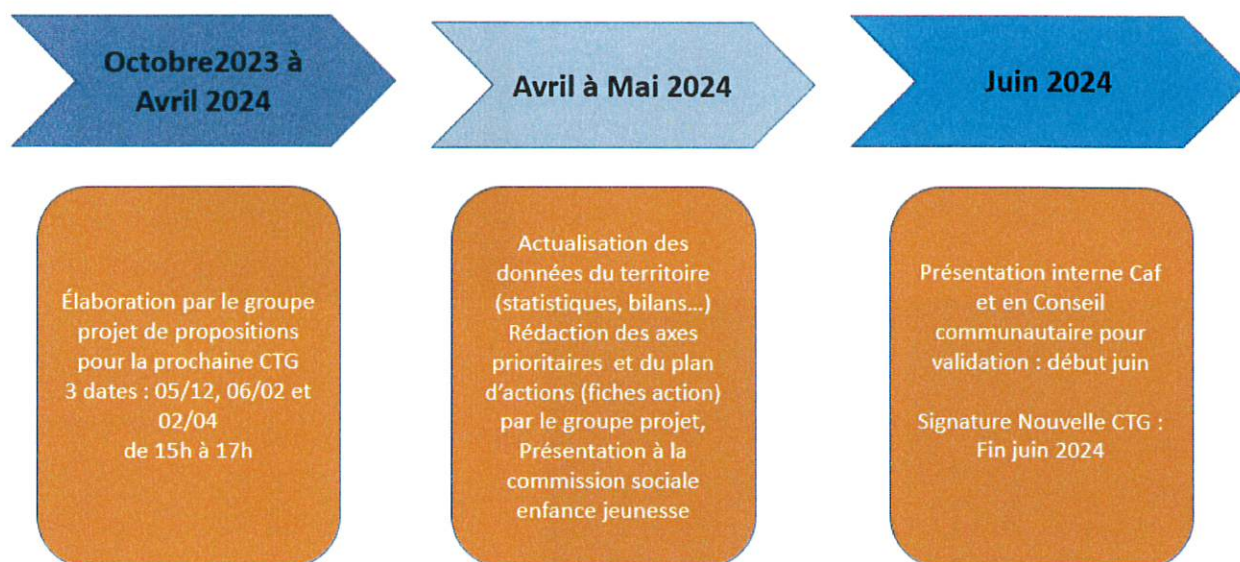 Octobre2023 à
Avril 2024
Avril à Mai 2024
Juin 2024
Élaboration par le groupe
projet de propositions
pour la prochaine CTG
3 dates : 05/12, 06/02 et
02/04
de 15h à 17h
Actualisation des
données du territoire
(statistiques, bilans...)
Rédaction des axes
prioritaires et du plan
d'actions (fiches action)
par le groupe projet,
Présentation à la
commission sociale
enfance jeunesse
Présentation interne Caf
et en Conseil
communautaire pour
validation : début juin
Signature Nouvelle CTG :
Fin juin 2024